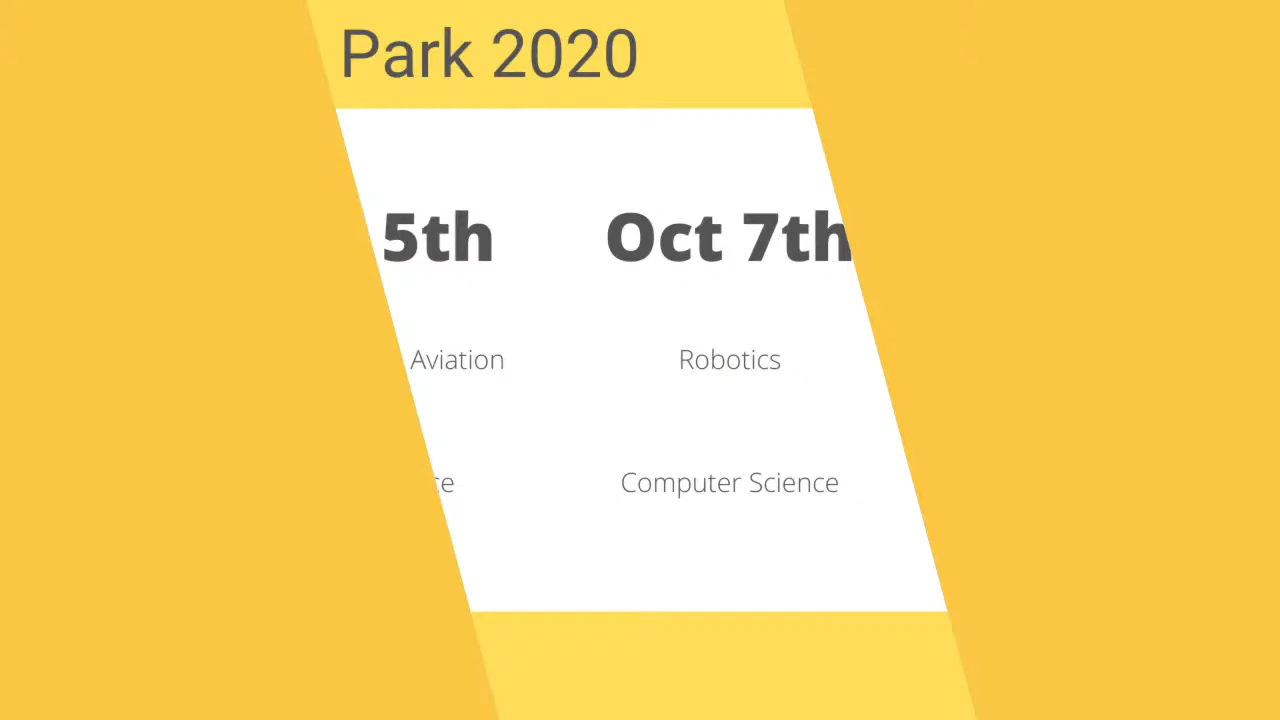 Park 2020
5th
Oct 7th
Aviation
Robotics
Computer Science